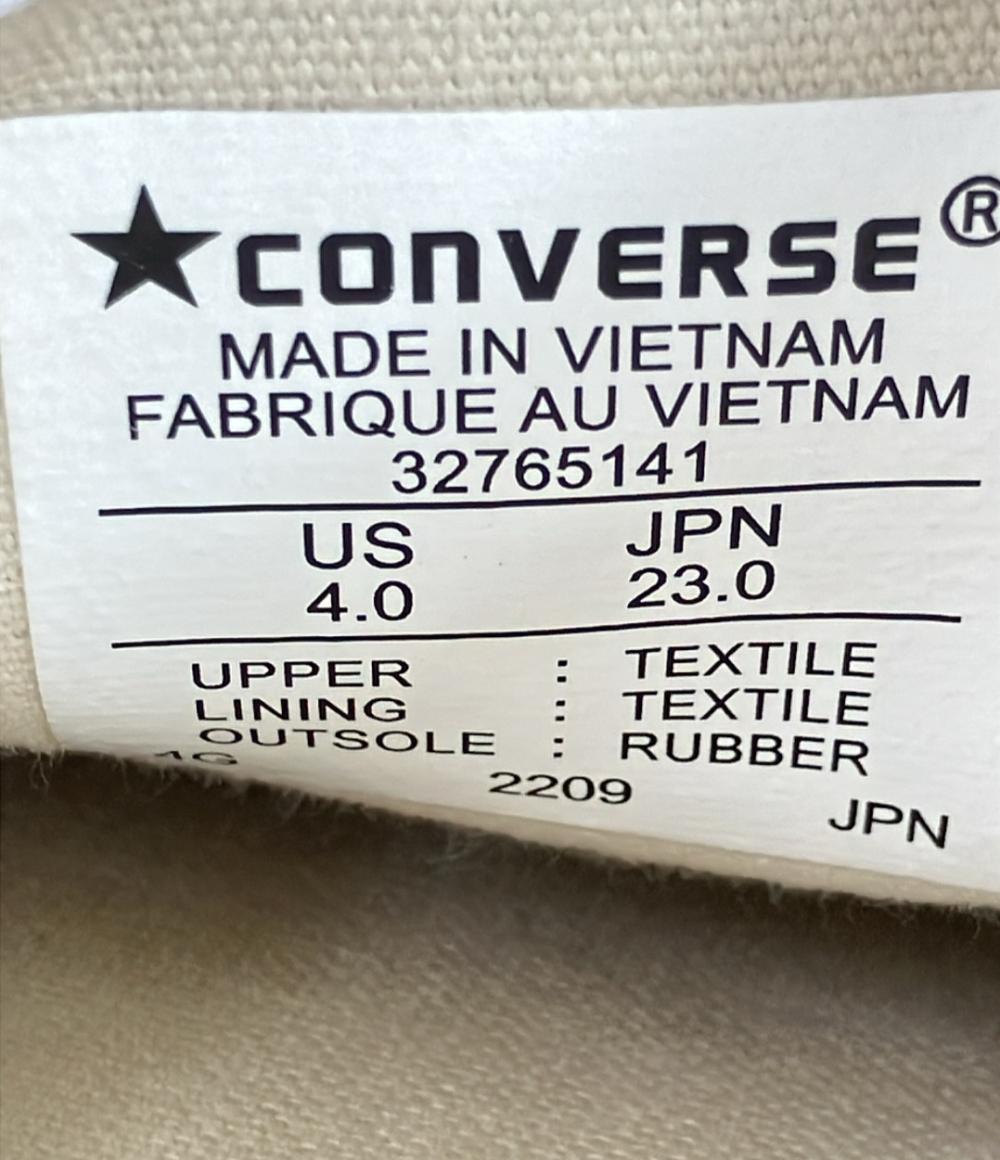 ★CONVERSE®
MADE IN VIETNAM
FABRIQUE AU VIETNAM
32765141
US JPN
4.0 23.0
UPPER : TEXTILE
LINING : TEXTILE
OUTSOLE : RUBBER
2209 JPN